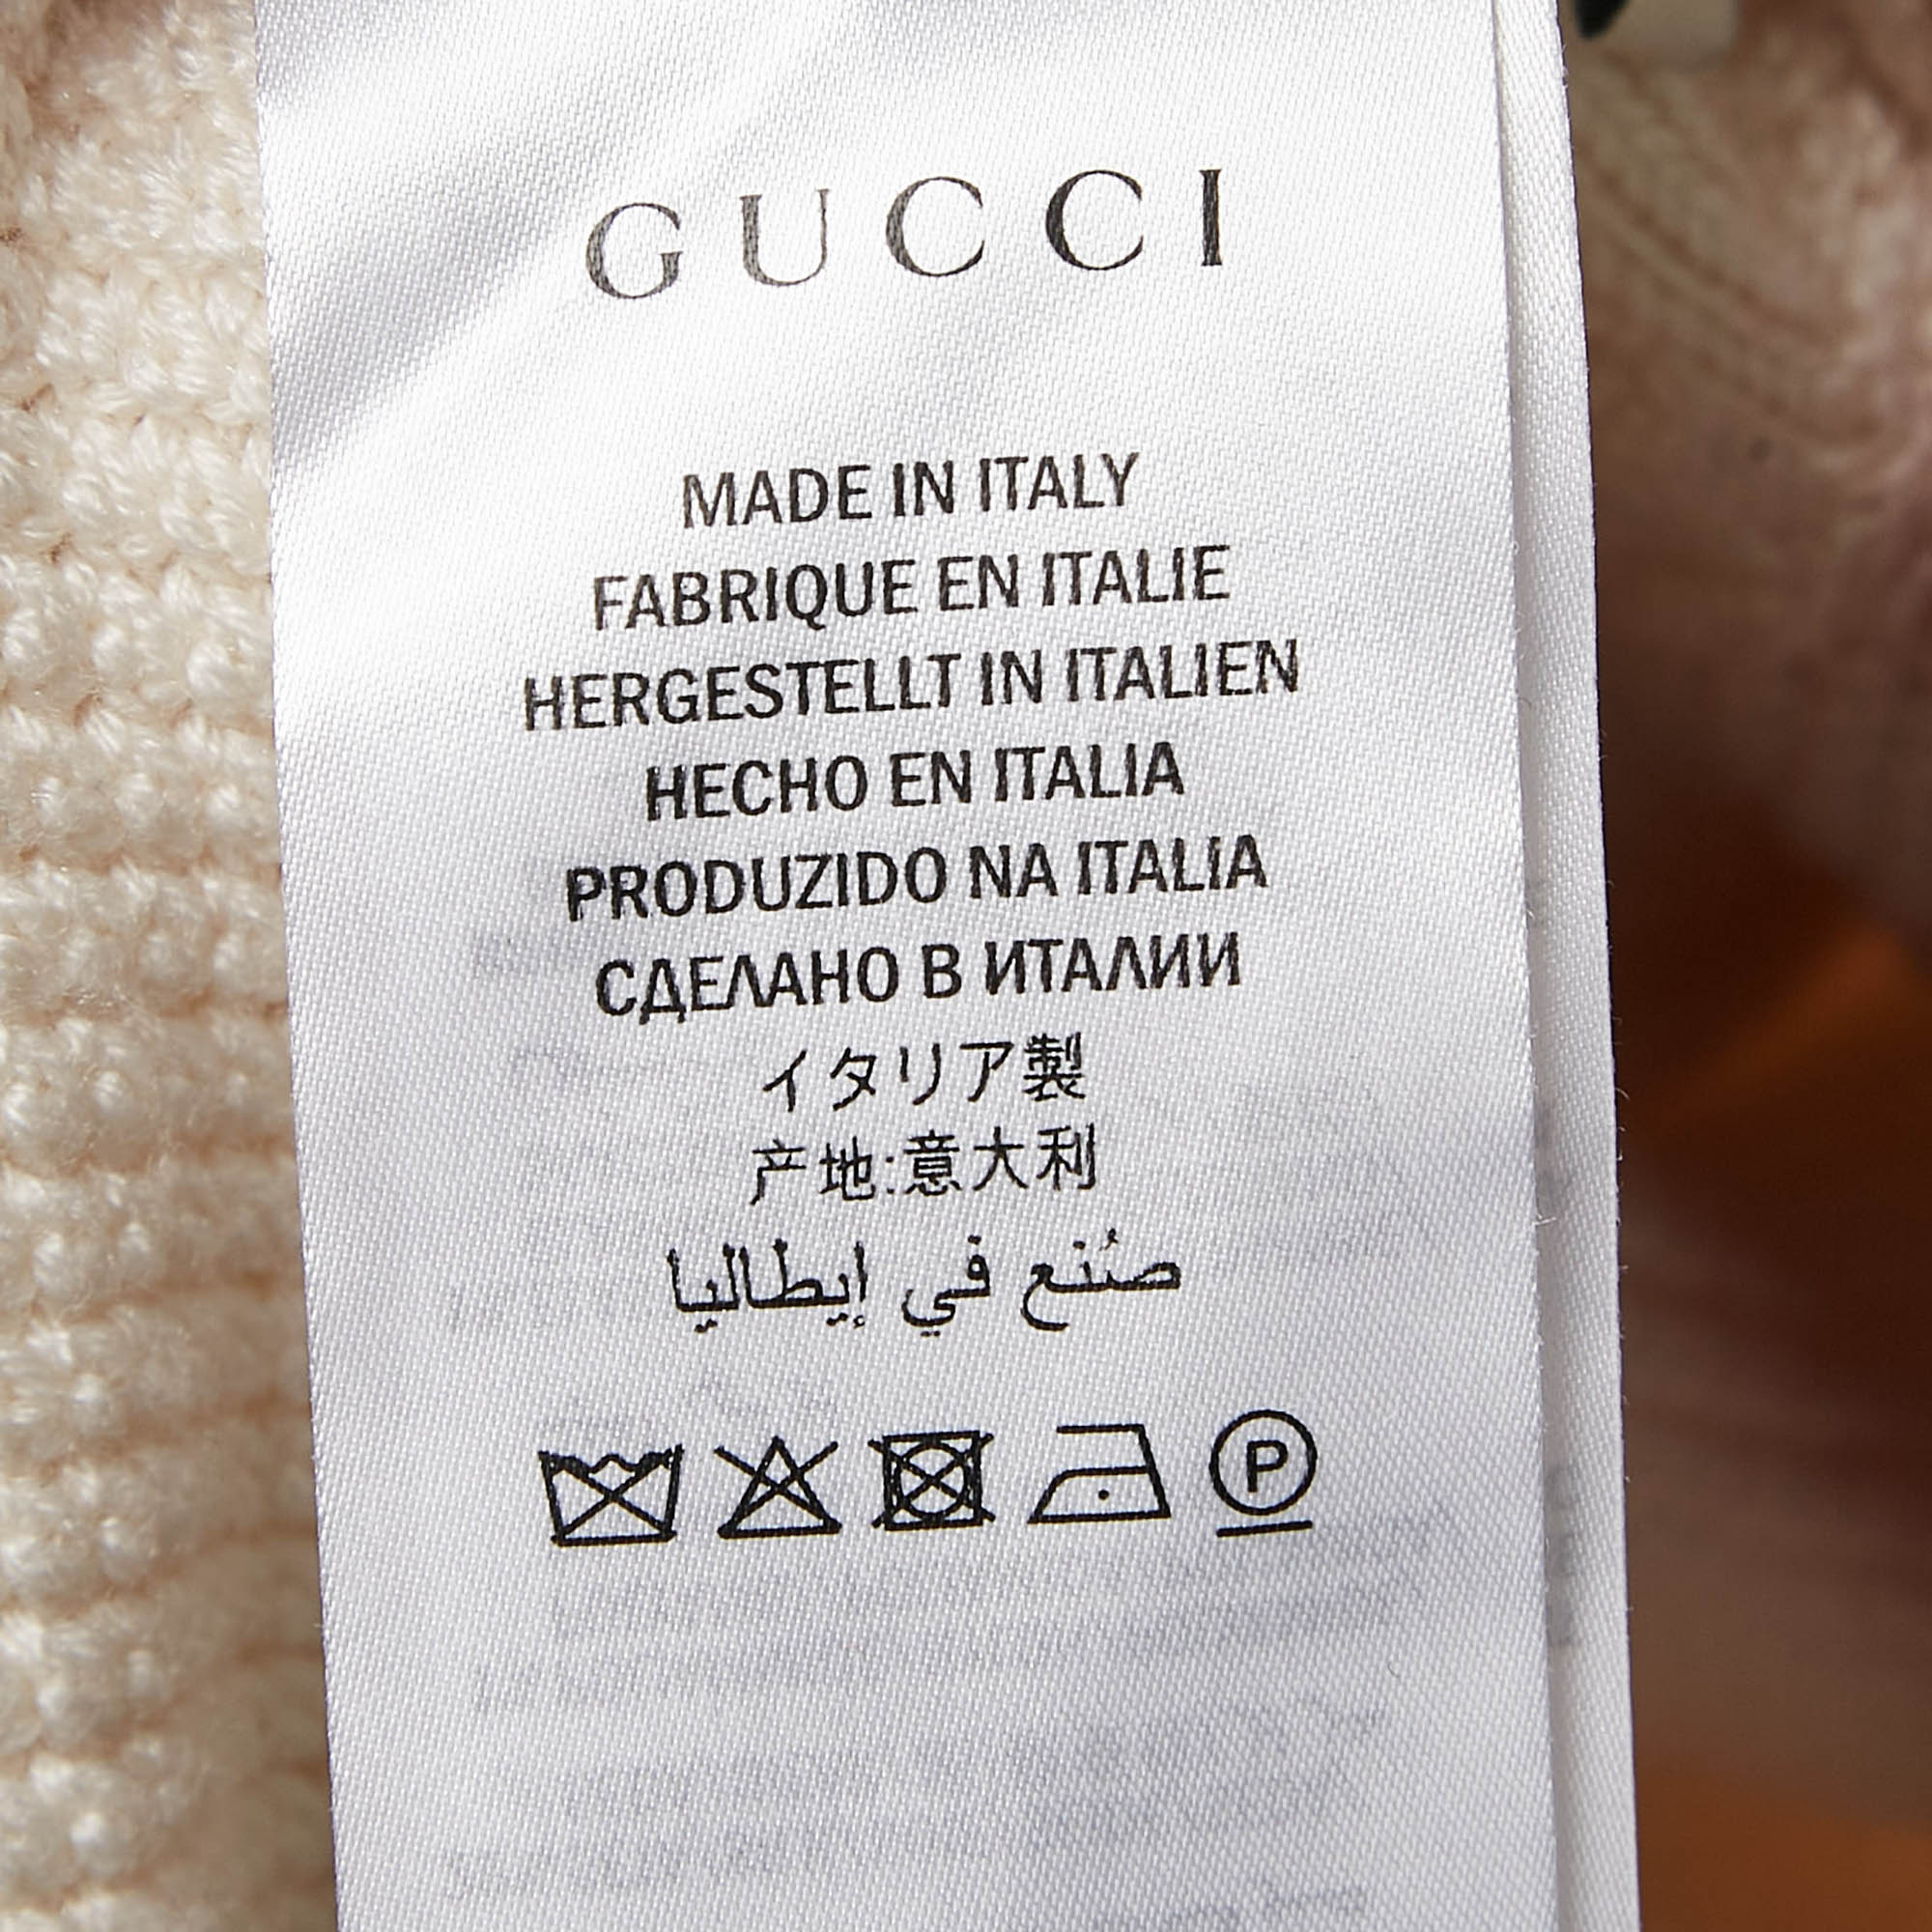 GUCCI
MADE IN ITALY
FABRIQUE EN ITALIE
HERGESTELLT IN ITALIEN
HECHO EN ITALIA
PRODUZIDO NA ITALIA
СДЕЛАНО В ИТАЛИИ
イタリア製
产地:意大利
صُنع في إيطاليا
P